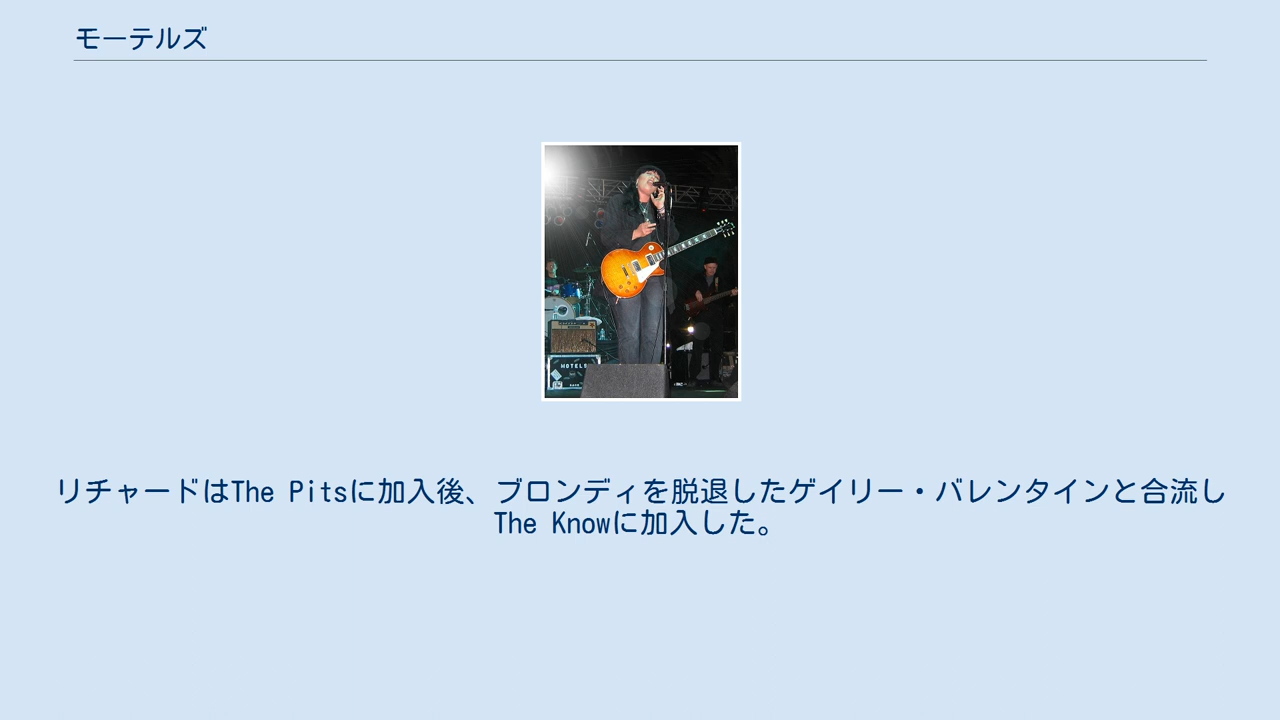 モーテルズ
MOTELS
リチャードはThe Pitsに加入後、ブロンディを脱退したゲイリー・バレンタインと合流し
The Knowに加入した。